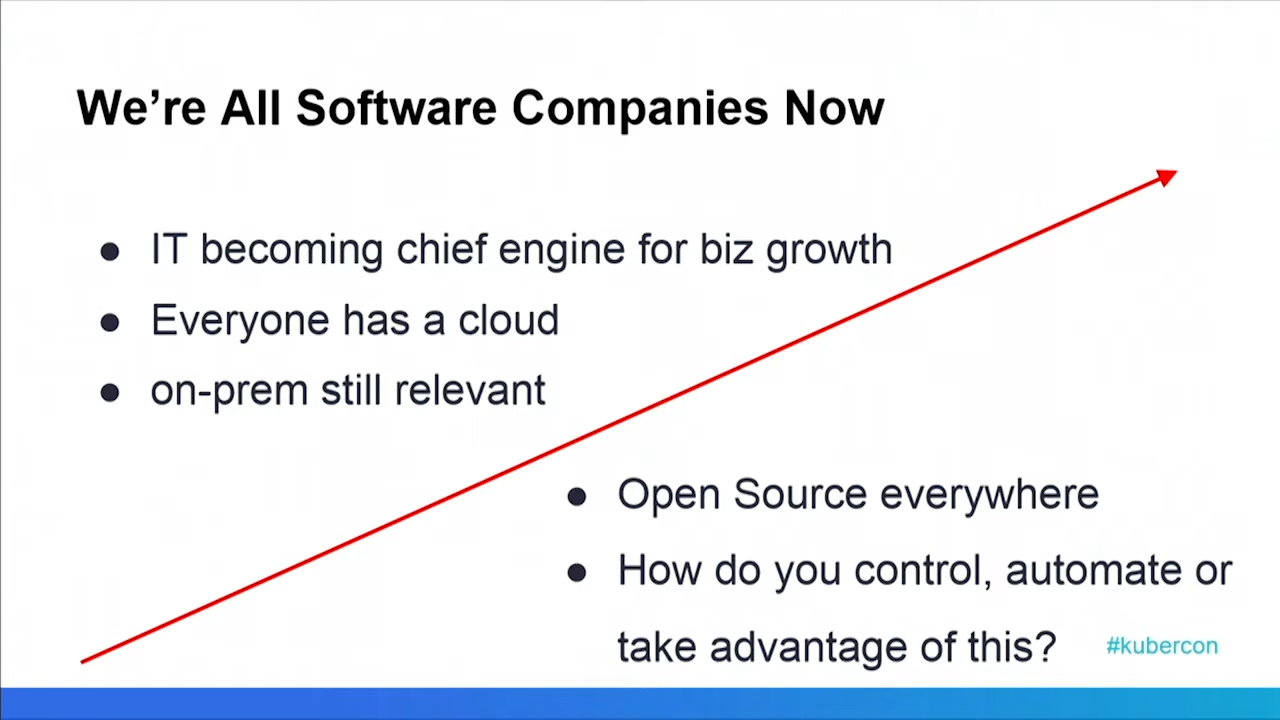 We're All Software Companies Now
● IT becoming chief engine for biz growth
● Everyone has a cloud
● on-prem still relevant
● Open Source everywhere
● How do you control, automate or
take advantage of this?
#kubercon